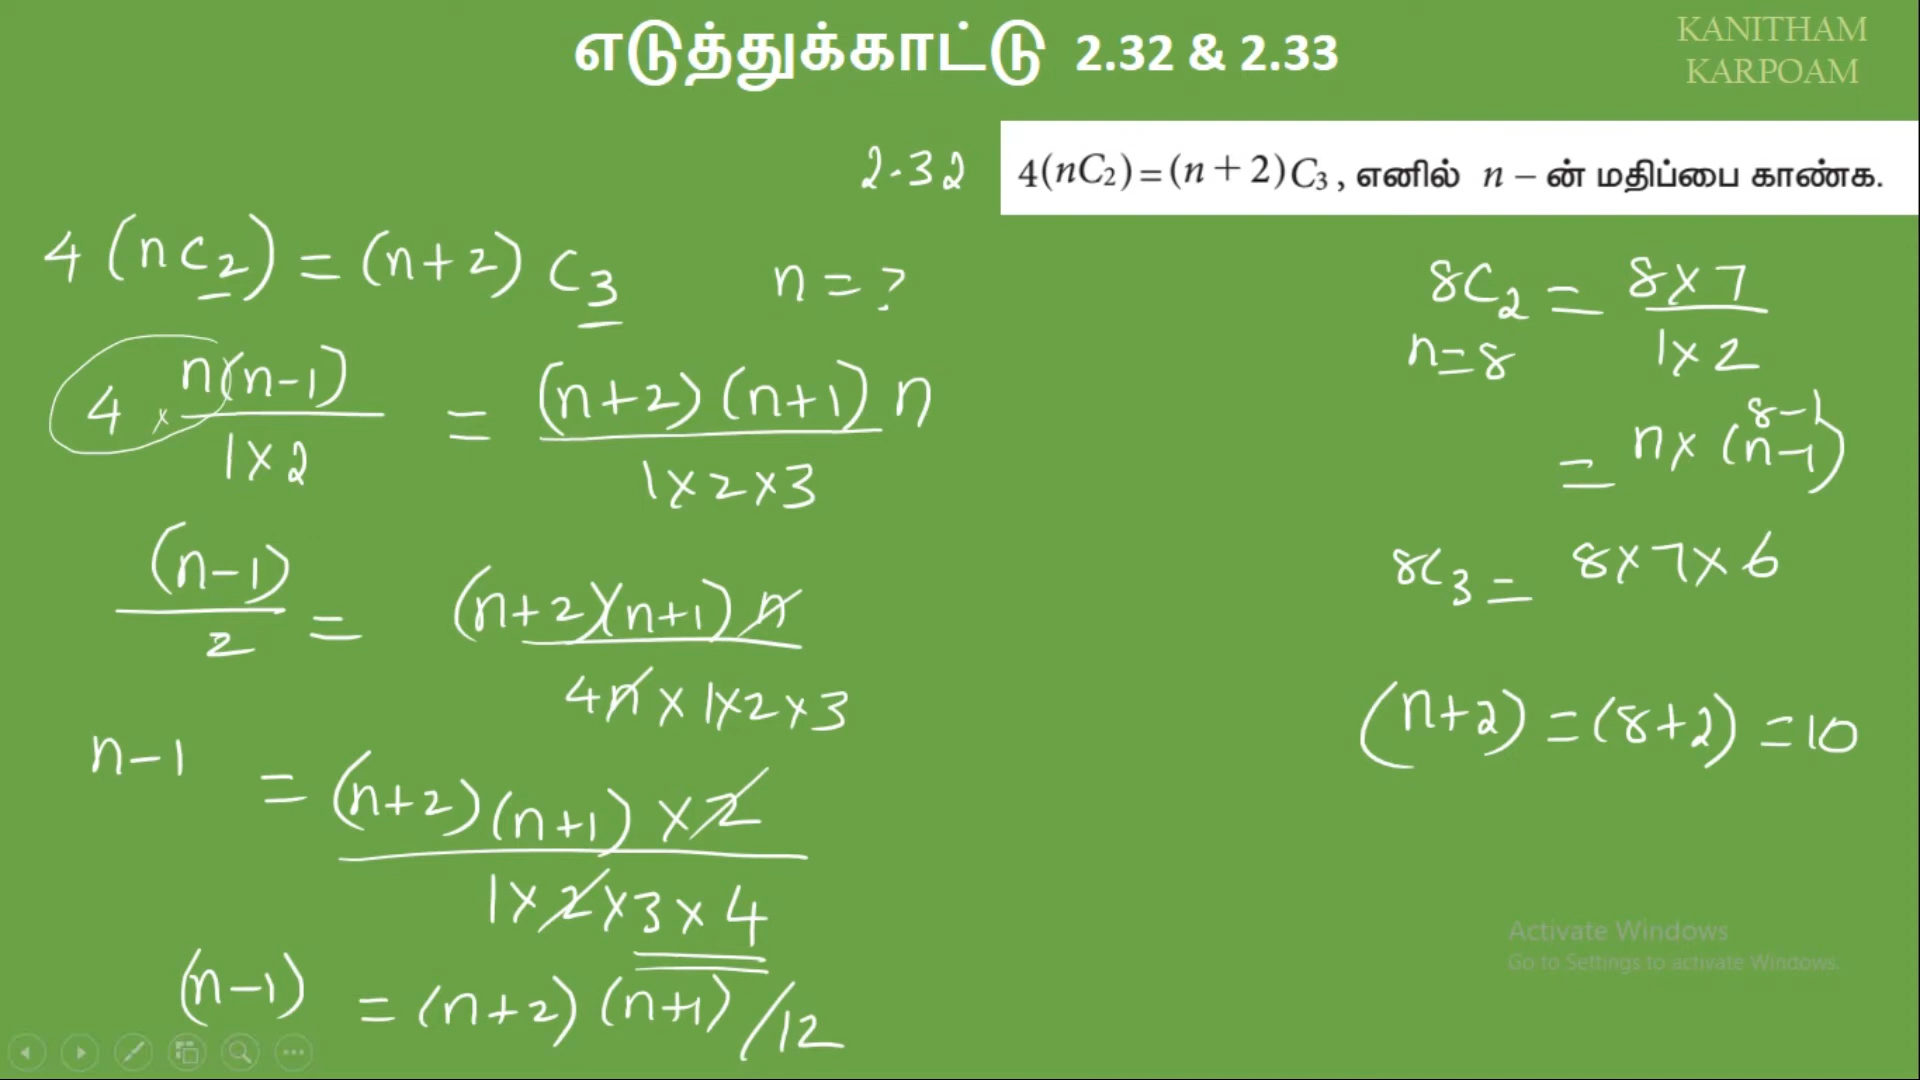 எடுத்துக்காட்டு 2.32 & 2.33
KANITHAM
KARPOAM
2.32
4(nC₂)=(n+2)C₃, எனில் n – ன் மதிப்பை காண்க.
4 (nC₂) = (n+2) C₃ n = ?
4 × n(n-1) / 1×2 = (n+2)(n+1) n / 1×2×3
(n-1) / 2 = (n+2)(n+1) n / 4n × 1×2×3
n-1 = (n+2)(n+1) × 2 / 1×2×3×4
(n-1) = (n+2)(n+1)/12
8C₂ = 8×7 / 1×2
n=8
8-1
= n× (n-1)
8C₃ = 8×7×6
(n+2) = (8+2) = 10
Activate Windows
Go to Settings to activate Windows.